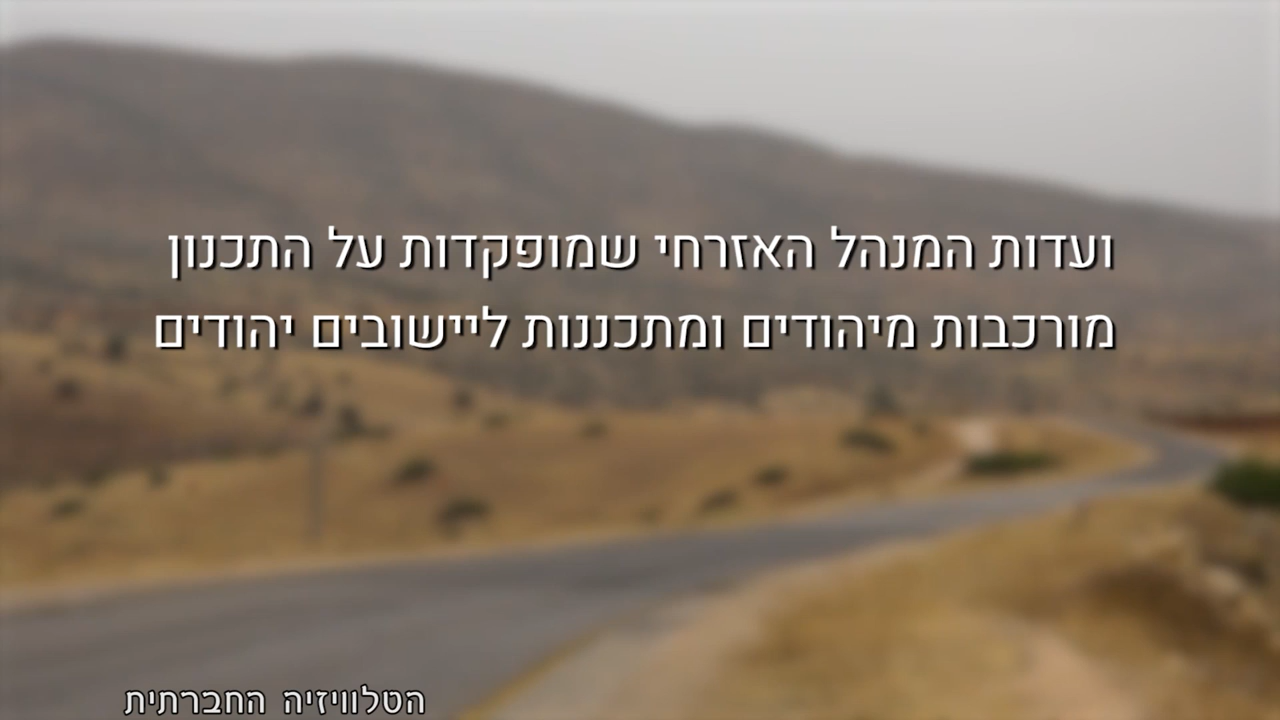 ועדות המנהל האזרחי שמופקדות על התכנון
מורכבות מיהודים ומתכננות ליישובים יהודים
הטלוויזיה החברתית